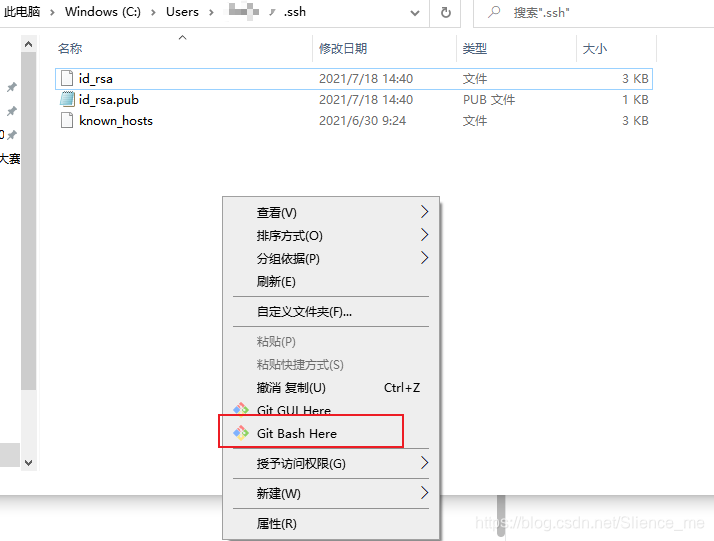 此电脑 Windows (C:) Users .ssh 搜索".ssh"
名称 修改日期 类型 大小
id_rsa 2021/7/18 14:40 文件 3 KB
id_rsa.pub 2021/7/18 14:40 PUB 文件 1 KB
known_hosts 2021/6/30 9:24 文件 3 KB
大赛
查看(V)
排序方式(O)
分组依据(P)
刷新(E)
自定义文件夹(F)...
粘贴(P)
粘贴快捷方式(S)
撤消 复制(U) Ctrl+Z
Git GUI Here
Git Bash Here
授予访问权限(G)
新建(W)
属性(R)
https://blog.csdn.net/Slience_me